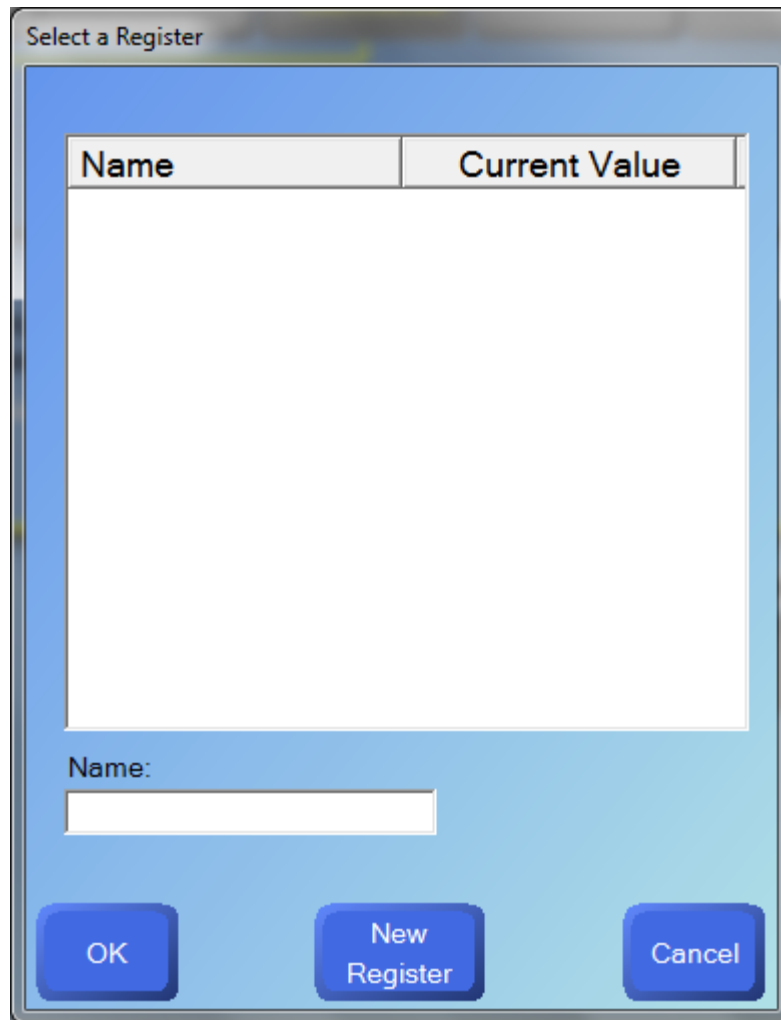 Select a Register
Name Current Value
Name:
OK
New
Register
Cancel